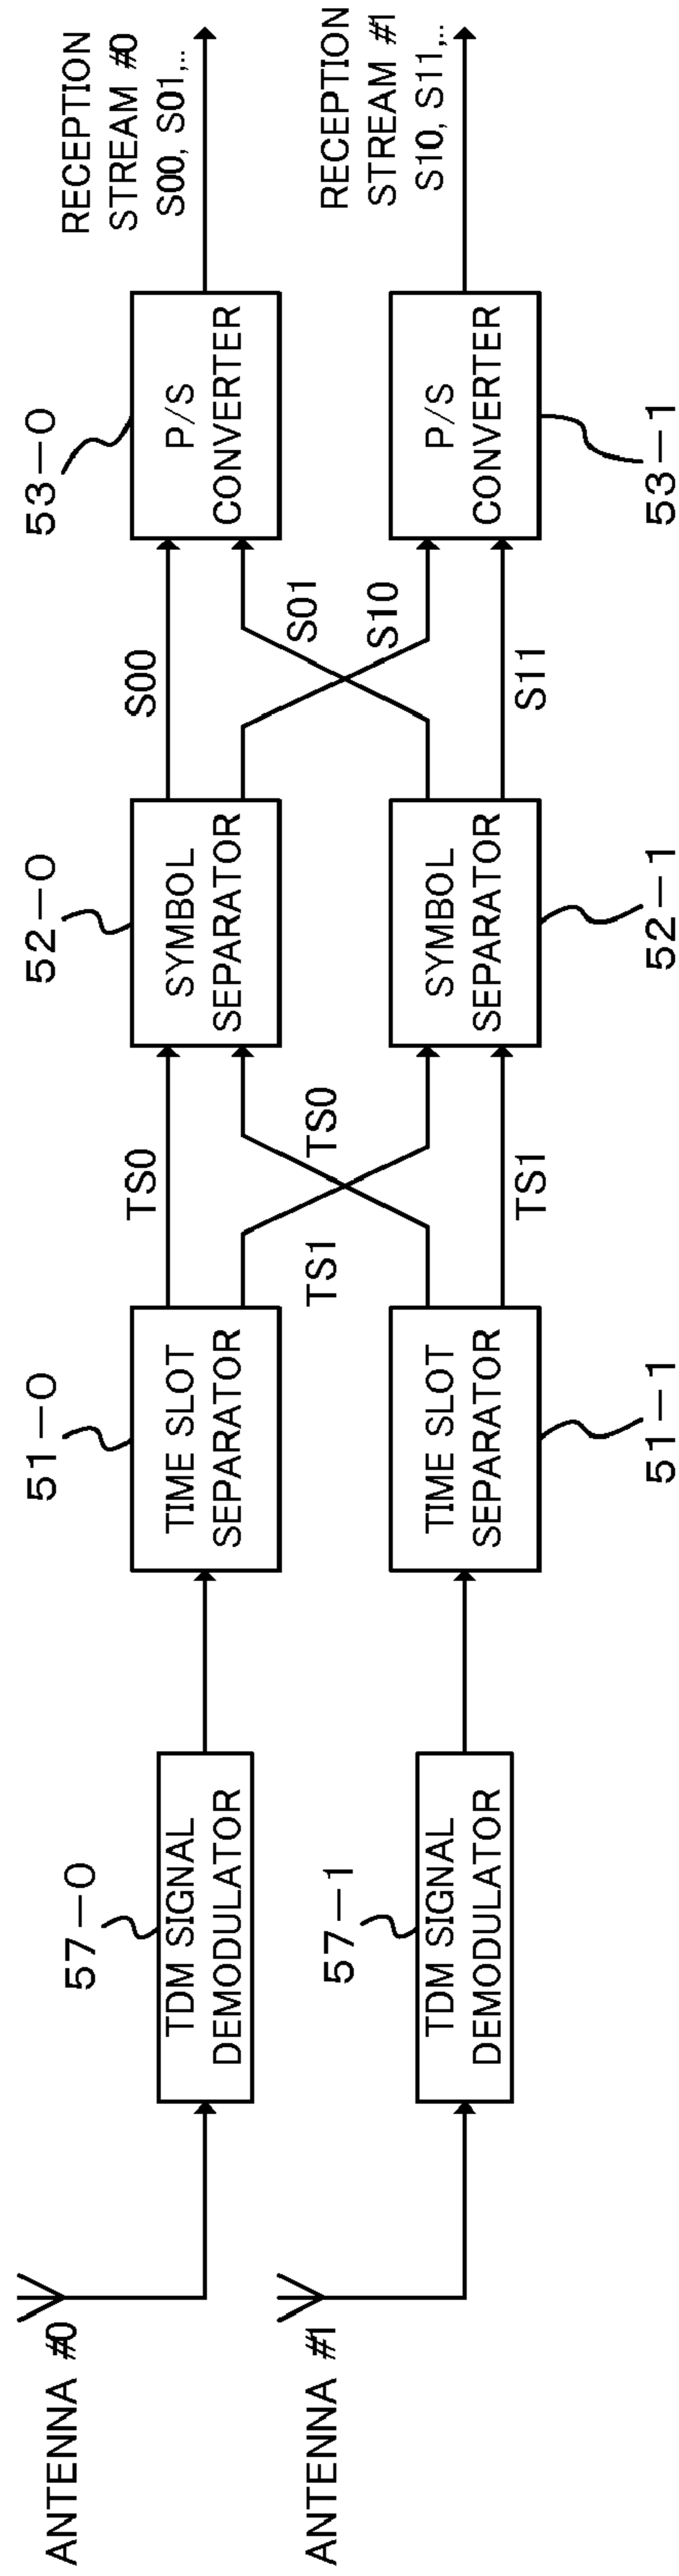 ANTENNA #0
57-0
TDM SIGNAL
DEMODULATOR
51-0
TIME SLOT
SEPARATOR
TS0
TS1
TS0
52-0
SYMBOL
SEPARATOR
S00
S01
S10
53-0
P/S
CONVERTER
RECEPTION
STREAM #0
S00, S01,..
ANTENNA #1
57-1
TDM SIGNAL
DEMODULATOR
TIME SLOT
SEPARATOR
51-1
TS1
SYMBOL
SEPARATOR
52-1
S11
P/S
CONVERTER
53-1
RECEPTION
STREAM #1
S10, S11,..